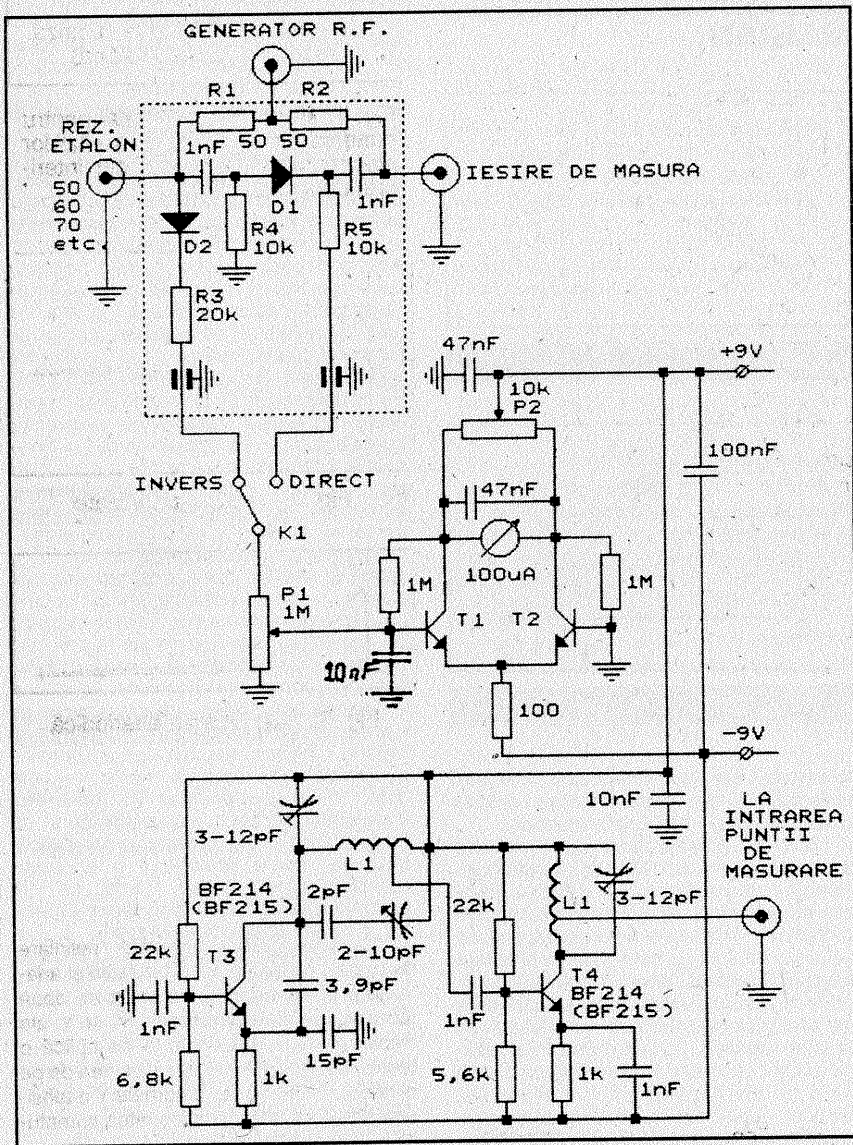 GENERATOR R.F.
R1
R2
REZ.
ETALON
1nF
50
50
50
60
70
etc.
D1
1nF
IESIRE DE MASURA
D2
R4
10k
R5
10k
R3
20k
47nF
+9V
10k
P2
100nF
INVERS
DIRECT
47nF
K1
100uA
1M
1M
P1
1M
T1
T2
10nF
100
-9V
10nF
LA
INTRAREA
PUNTII
DE
MASURARE
3-12pF
L1
BF214
(BF215)
2pF
22k
L1
3-12pF
22k
T3
2-10pF
3,9pF
T4
BF214
(BF215)
1nF
1nF
15pF
6,8k
1k
5,6k
1k
1nF